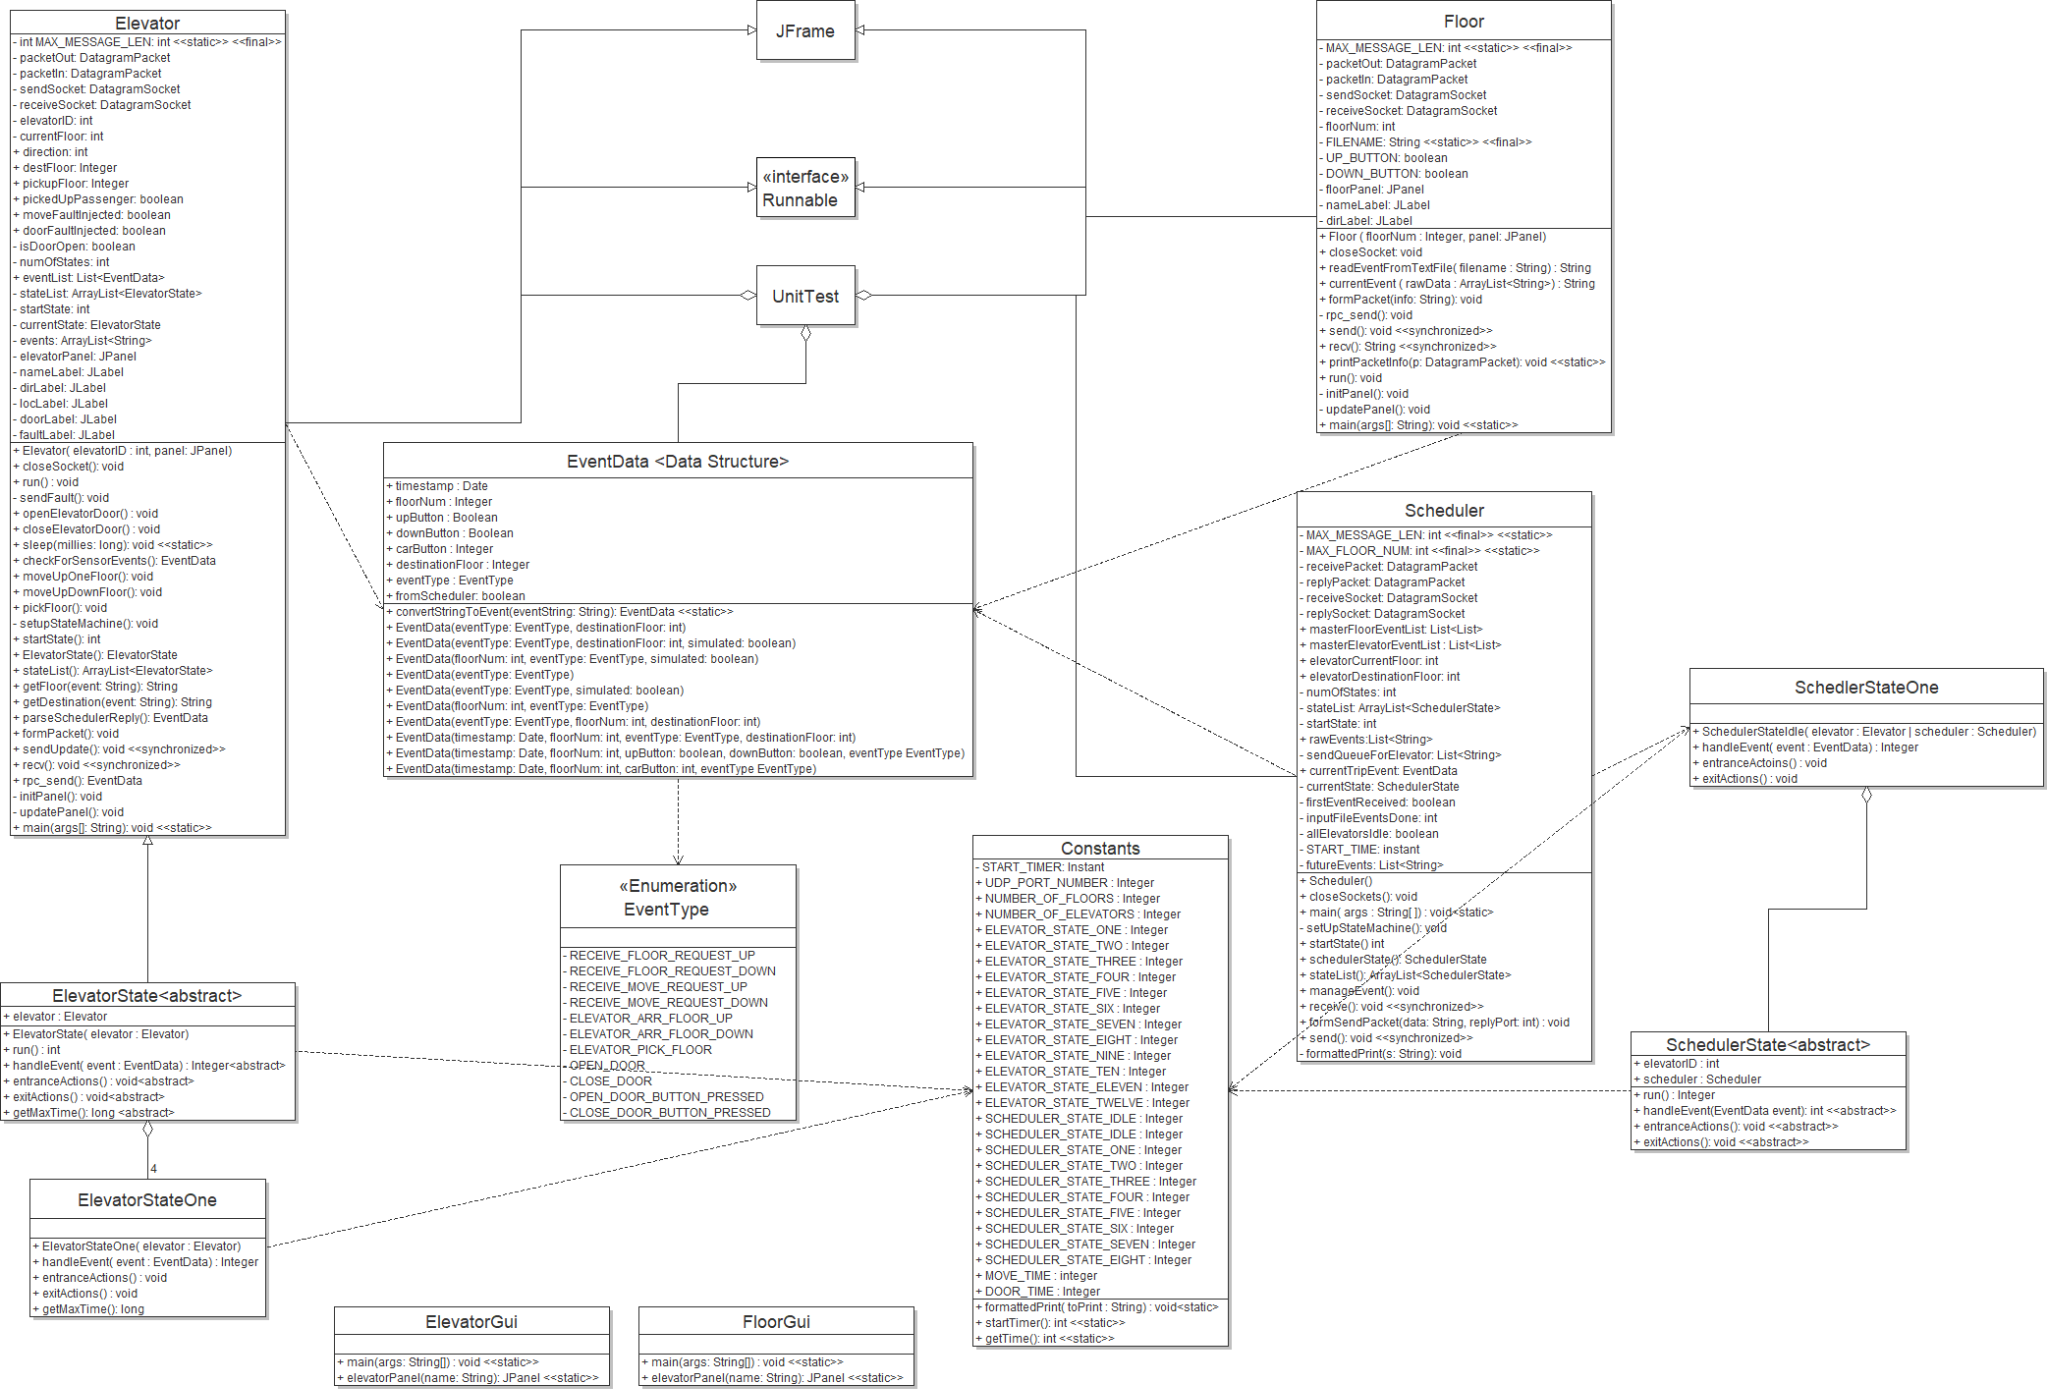 Elevator
- int MAX_MESSAGE_LEN: int <<static>> <<final>>
- packetOut: DatagramPacket
- packetIn: DatagramPacket
- sendSocket: DatagramSocket
- receiveSocket: DatagramSocket
- elevatorID: int
- currentFloor: int
+ direction: int
+ destFloor: Integer
+ pickupFloor: Integer
+ pickedUpPassenger: boolean
+ moveFaultInjected: boolean
+ doorFaultInjected: boolean
- isDoorOpen: boolean
- numOfStates: int
+ eventList: List<EventData>
- stateList: ArrayList<ElevatorState>
- startState: int
- currentState: ElevatorState
- events: ArrayList<String>
- elevatorPanel: JPanel
- nameLabel: JLabel
- dirLabel: JLabel
- locLabel: JLabel
- doorLabel: JLabel
- faultLabel: JLabel
+ Elevator( elevatorID : int, panel: JPanel)
+ closeSocket(): void
+ run() : void
- sendFault(): void
+ openElevatorDoor() : void
+ closeElevatorDoor() : void
+ sleep(millies: long): void <<static>>
+ checkForSensorEvents(): EventData
+ moveUpOneFloor(): void
+ moveUpDownFloor(): void
+ pickFloor(): void
- setupStateMachine(): void
+ startState(): int
+ ElevatorState(): ElevatorState
+ stateList(): ArrayList<ElevatorState>
+ getFloor(event: String): String
+ getDestination(event: String): String
+ parseSchedulerReply(): EventData
+ formPacket(): void
+ sendUpdate(): void <<synchronized>>
+ recv(): void <<synchronized>>
+ rpc_send(): EventData
- initPanel(): void
- updatePanel(): void
+ main(args[]: String): void <<static>>
JFrame
«interface»
Runnable
UnitTest
Floor
- MAX_MESSAGE_LEN: int <<static>> <<final>>
- packetOut: DatagramPacket
- packetIn: DatagramPacket
- sendSocket: DatagramSocket
- receiveSocket: DatagramSocket
- floorNum: int
- FILENAME: String <<static>> <<final>>
- UP_BUTTON: boolean
- DOWN_BUTTON: boolean
- floorPanel: JPanel
- nameLabel: JLabel
- dirLabel: JLabel
+ Floor ( floorNum : Integer, panel: JPanel)
+ closeSocket: void
+ readEventFromTextFile( filename : String) : String
+ currentEvent ( rawData : ArrayList<String>) : String
+ formPacket(info: String): void
- rpc_send(): void
+ send(): void <<synchronized>>
+ recv(): String <<synchronized>>
+ printPacketInfo(p: DatagramPacket): void <<static>>
+ run(): void
- initPanel(): void
- updatePanel(): void
+ main(args[]: String): void <<static>>
EventData <Data Structure>
+ timestamp : Date
+ floorNum : Integer
+ upButton : Boolean
+ downButton : Boolean
+ carButton : Integer
+ destinationFloor : Integer
+ eventType : EventType
+ fromScheduler: boolean
+ convertStringToEvent(eventString: String): EventData <<static>>
+ EventData(eventType: EventType, destinationFloor: int)
+ EventData(eventType: EventType, destinationFloor: int, simulated: boolean)
+ EventData(floorNum: int, eventType: EventType, simulated: boolean)
+ EventData(eventType: EventType)
+ EventData(eventType: EventType, simulated: boolean)
+ EventData(floorNum: int, eventType: EventType)
+ EventData(eventType: EventType, floorNum: int, destinationFloor: int)
+ EventData(timestamp: Date, floorNum: int, eventType: EventType, destinationFloor: int)
+ EventData(timestamp: Date, floorNum: int, upButton: boolean, downButton: boolean, eventType EventType)
+ EventData(timestamp: Date, floorNum: int, carButton: int, eventType EventType)
Scheduler
- MAX_MESSAGE_LEN: int <<final>> <<static>>
- MAX_FLOOR_NUM: int <<final>> <<static>>
- receivePacket: DatagramPacket
- replyPacket: DatagramPacket
- receiveSocket: DatagramSocket
- replySocket: DatagramSocket
+ masterFloorEventList: List<List>
+ masterElevatorEventList : List<List>
+ elevatorCurrentFloor: int
+ elevatorDestinationFloor: int
- numOfStates: int
- stateList: ArrayList<SchedulerState>
- startState: int
+ rawEvents:List<String>
- sendQueueForElevator: List<String>
+ currentTripEvent: EventData
- currentState: SchedulerState
- firstEventReceived: boolean
- inputFileEventsDone: int
- allElevatorsIdle: boolean
- START_TIME: instant
- futureEvents: List<String>
+ Scheduler()
+ closeSockets(): void
+ main( args : String[ ]) : void<static>
- setUpStateMachine(): void
+ startState() int
+ schedulerState(): SchedulerState
+ stateList(): ArrayList<SchedulerState>
+ manageEvent(): void
+ receive(): void <<synchronized>>
+ formSendPacket(data: String, replyPort: int) : void
+ send(): void <<synchronized>>
- formattedPrint(s: String): void
SchedlerStateOne
+ SchedulerStateIdle( elevator : Elevator | scheduler : Scheduler)
+ handleEvent( event : EventData) : Integer
+ entranceActoins() : void
+ exitActions() : void
«Enumeration»
EventType
- RECEIVE_FLOOR_REQUEST_UP
- RECEIVE_FLOOR_REQUEST_DOWN
- RECEIVE_MOVE_REQUEST_UP
- RECEIVE_MOVE_REQUEST_DOWN
- ELEVATOR_ARR_FLOOR_UP
- ELEVATOR_ARR_FLOOR_DOWN
- ELEVATOR_PICK_FLOOR
- OPEN_DOOR
- CLOSE_DOOR
- OPEN_DOOR_BUTTON_PRESSED
- CLOSE_DOOR_BUTTON_PRESSED
Constants
- START_TIMER: Instant
+ UDP_PORT_NUMBER : Integer
+ NUMBER_OF_FLOORS : Integer
+ NUMBER_OF_ELEVATORS : Integer
+ ELEVATOR_STATE_ONE : Integer
+ ELEVATOR_STATE_TWO : Integer
+ ELEVATOR_STATE_THREE : Integer
+ ELEVATOR_STATE_FOUR : Integer
+ ELEVATOR_STATE_FIVE : Integer
+ ELEVATOR_STATE_SIX : Integer
+ ELEVATOR_STATE_SEVEN : Integer
+ ELEVATOR_STATE_EIGHT : Integer
+ ELEVATOR_STATE_NINE : Integer
+ ELEVATOR_STATE_TEN : Integer
+ ELEVATOR_STATE_ELEVEN : Integer
+ ELEVATOR_STATE_TWELVE : Integer
+ SCHEDULER_STATE_IDLE : Integer
+ SCHEDULER_STATE_IDLE : Integer
+ SCHEDULER_STATE_ONE : Integer
+ SCHEDULER_STATE_TWO : Integer
+ SCHEDULER_STATE_THREE : Integer
+ SCHEDULER_STATE_FOUR : Integer
+ SCHEDULER_STATE_FIVE : Integer
+ SCHEDULER_STATE_SIX : Integer
+ SCHEDULER_STATE_SEVEN : Integer
+ SCHEDULER_STATE_EIGHT : Integer
+ MOVE_TIME : integer
+ DOOR_TIME : Integer
+ formattedPrint( toPrint : String) : void<static>
+ startTimer(): int <<static>>
+ getTime(): int <<static>>
ElevatorState<abstract>
+ elevator : Elevator
+ ElevatorState( elevator : Elevator)
+ run() : int
+ handleEvent( event : EventData) : Integer<abstract>
+ entranceActions() : void<abstract>
+ exitActions() : void<abstract>
+ getMaxTime(): long <abstract>
4
ElevatorStateOne
+ ElevatorStateOne( elevator : Elevator)
+ handleEvent( event : EventData) : Integer
+ entranceActions() : void
+ exitActions() : void
+ getMaxTime(): long
SchedulerState<abstract>
+ elevatorID : int
+ scheduler : Scheduler
+ run() : Integer
+ handleEvent(EventData event): int <<abstract>>
+ entranceActions(): void <<abstract>>
+ exitActions(): void <<abstract>>
ElevatorGui
+ main(args: String[]) : void <<static>>
+ elevatorPanel(name: String): JPanel <<static>>
FloorGui
+ main(args: String[]) : void <<static>>
+ elevatorPanel(name: String): JPanel <<static>>